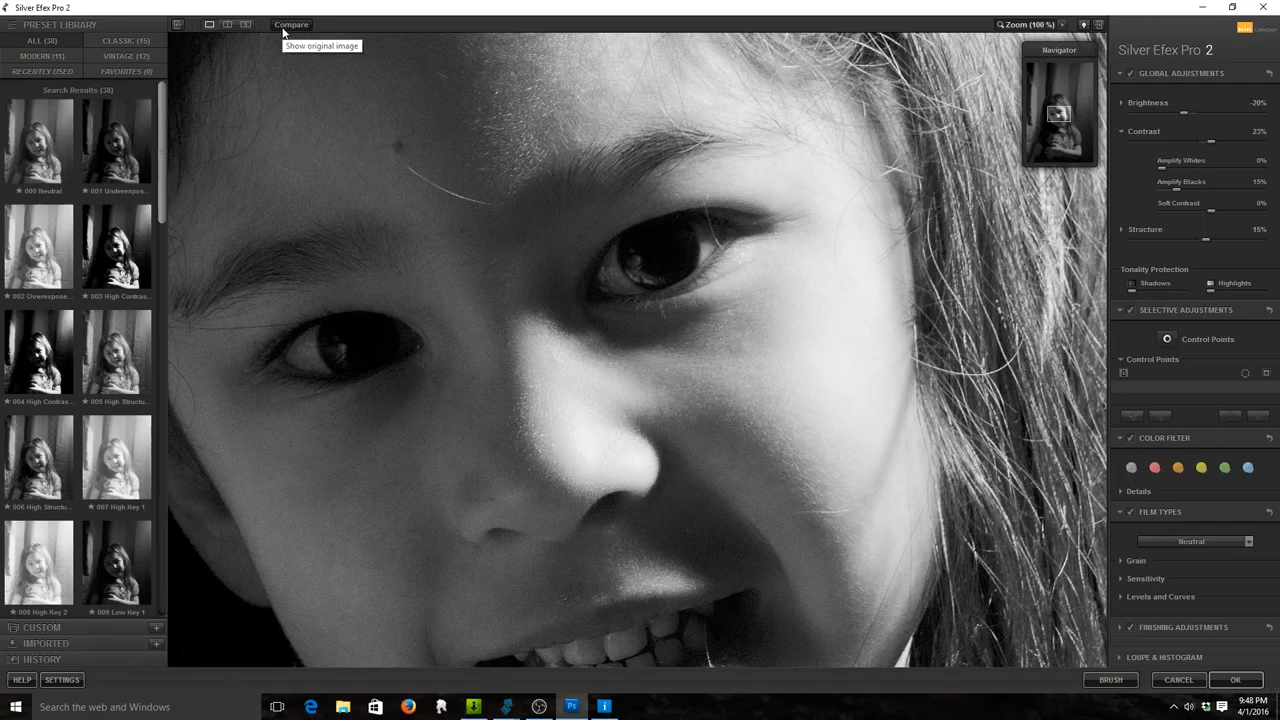 Silver Efex Pro 2
PRESET LIBRARY
ALL (38)
CLASSIC (15)
MODERN (11)
VINTAGE (12)
RECENTLY USED
FAVORITES (0)
Search Results (38)
000 Neutral
001 Underexpos...
002 Overexpose...
003 High Contras...
004 High Contras...
005 High Structu...
006 High Structu...
007 High Key 1
008 High Key 2
009 Low Key 1
CUSTOM
IMPORTED
HISTORY
HELP
SETTINGS
Compare
Show original image
Zoom (100 %)
Navigator
Collection
Silver Efex Pro 2
GLOBAL ADJUSTMENTS
Brightness -20%
Contrast 23%
Amplify Whites 0%
Amplify Blacks 15%
Soft Contrast 0%
Structure 15%
Tonality Protection
Shadows
Highlights
SELECTIVE ADJUSTMENTS
Control Points
Control Points
COLOR FILTER
Details
FILM TYPES
Neutral
Grain
Sensitivity
Levels and Curves
FINISHING ADJUSTMENTS
LOUPE & HISTOGRAM
BRUSH
CANCEL
OK
Search the web and Windows
Ps
9:48 PM
4/1/2016